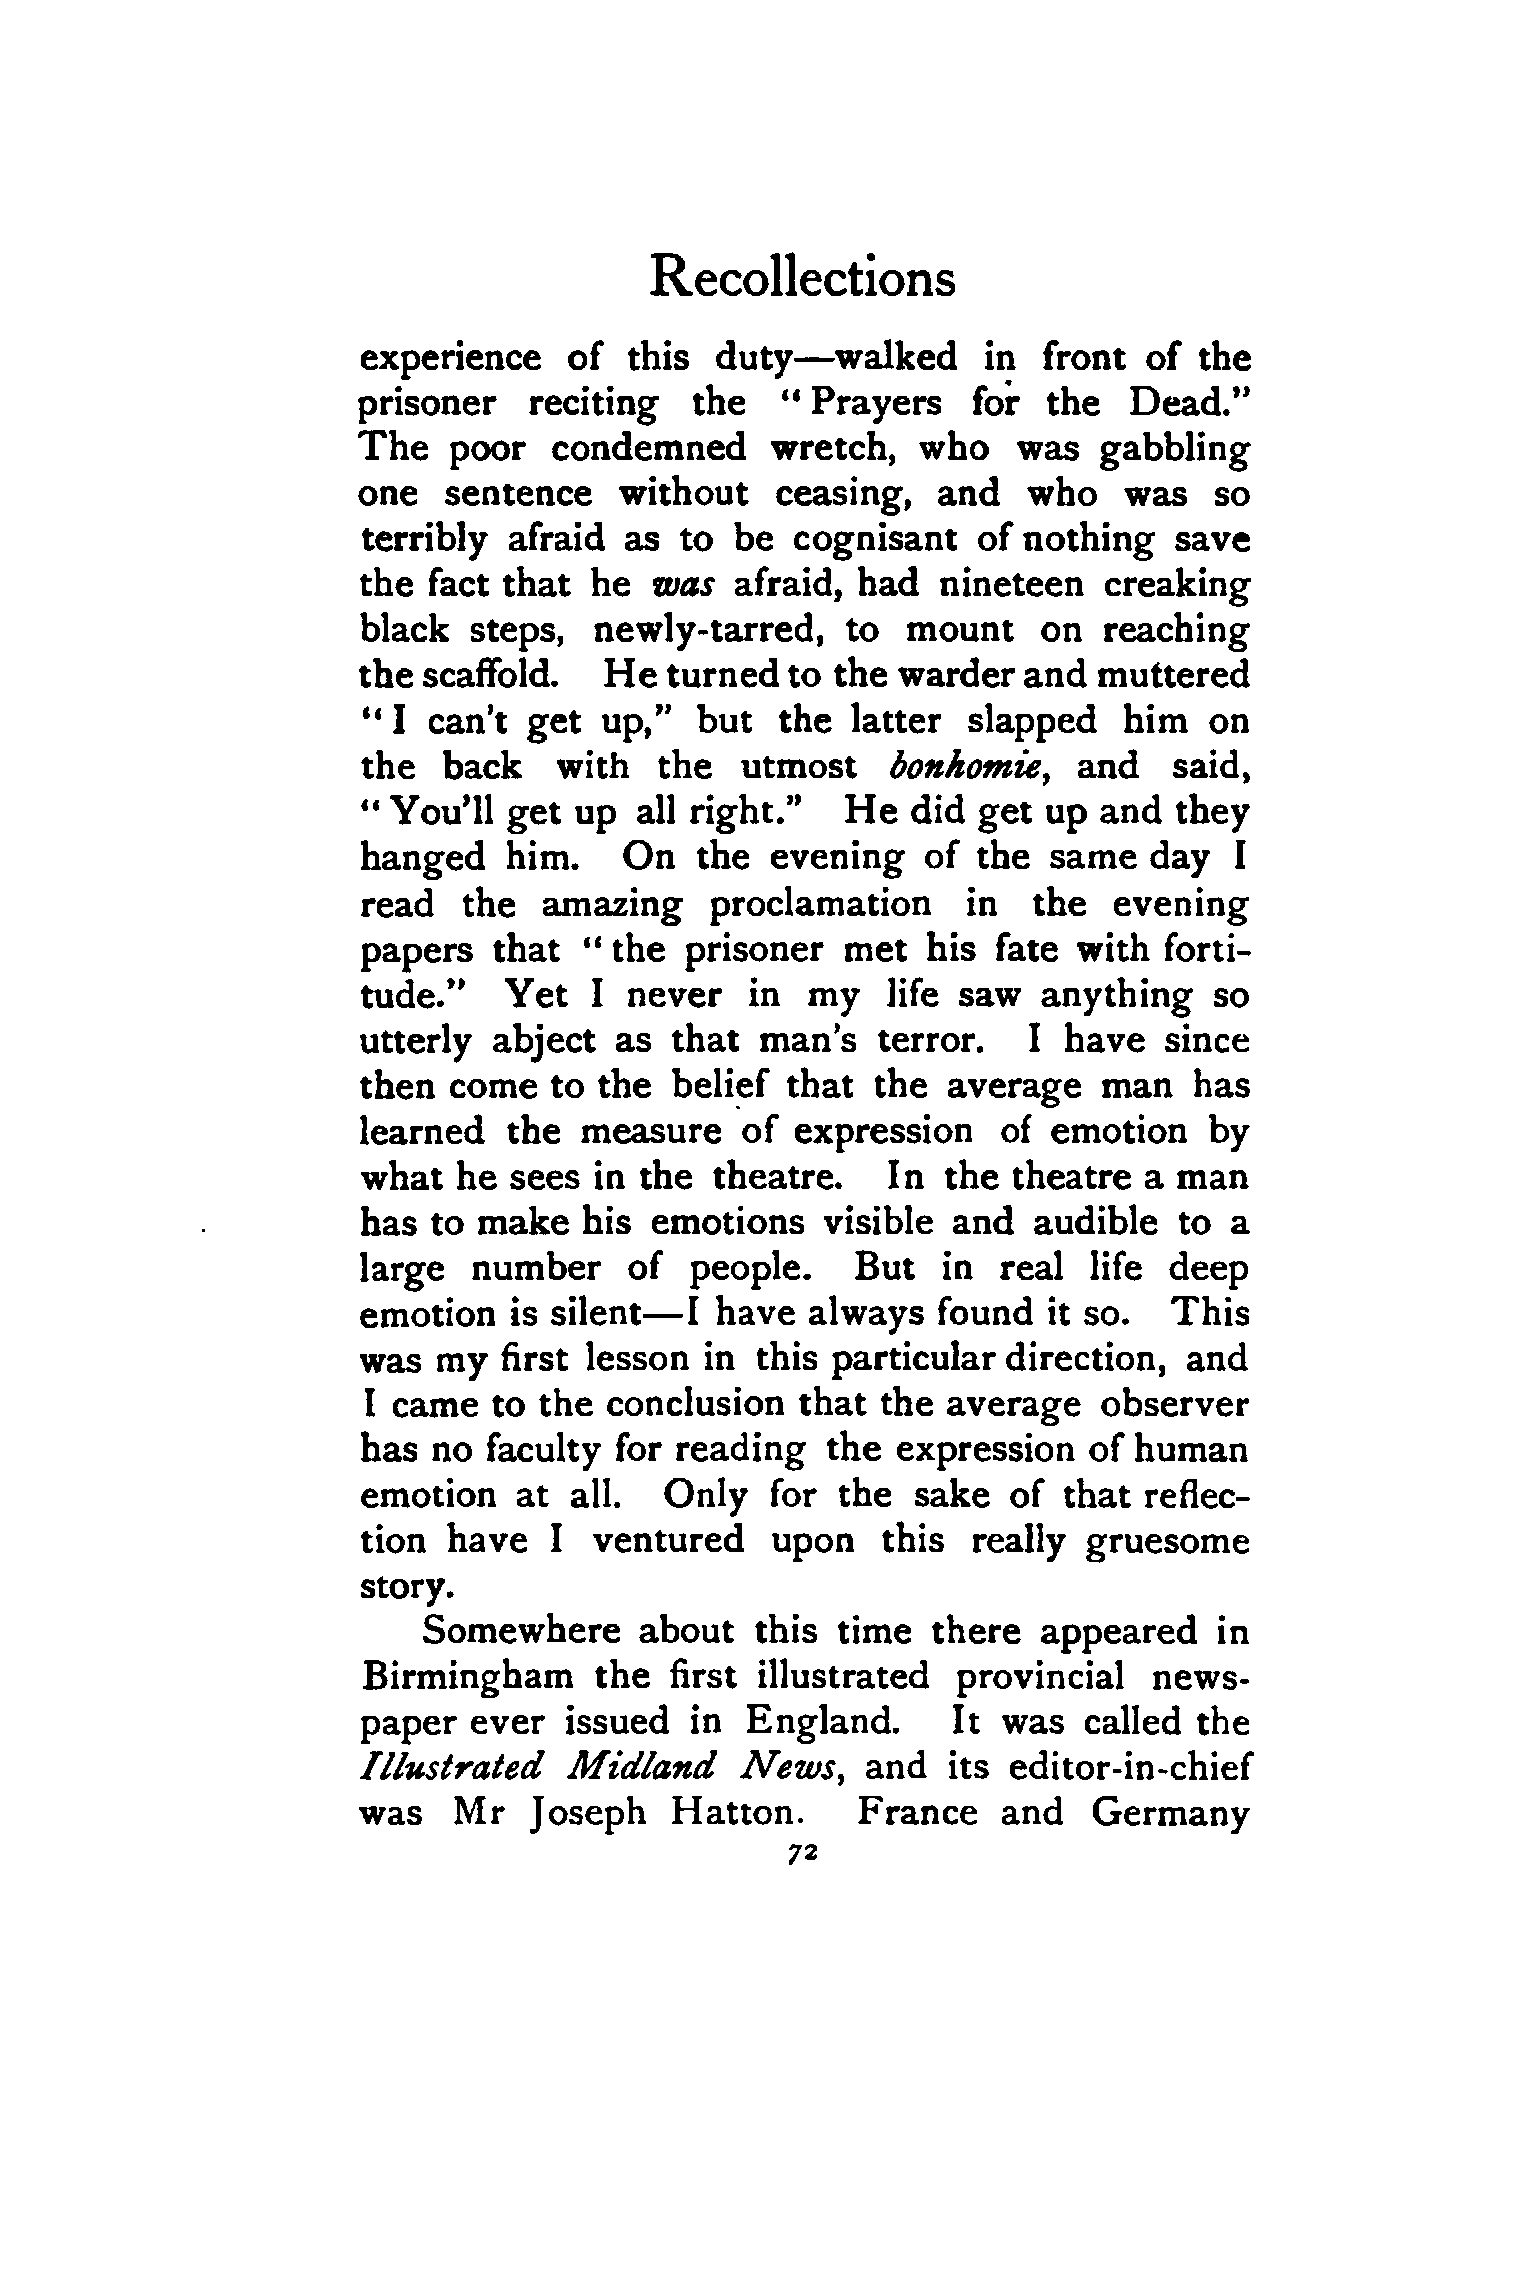 Recollections
experience of this duty—walked in front of the
prisoner reciting the “Prayers for the Dead.”
The poor condemned wretch, who was gabbling
one sentence without ceasing, and who was so
terribly afraid as to be cognisant of nothing save
the fact that he was afraid, had nineteen creaking
black steps, newly-tarred, to mount on reaching
the scaffold. He turned to the warder and muttered
“I can't get up,” but the latter slapped him on
the back with the utmost bonhomie, and said,
“You'll get up all right.” He did get up and they
hanged him. On the evening of the same day I
read the amazing proclamation in the evening
papers that “the prisoner met his fate with forti-
tude.” Yet I never in my life saw anything so
utterly abject as that man's terror. I have since
then come to the belief that the average man has
learned the measure of expression of emotion by
what he sees in the theatre. In the theatre a man
has to make his emotions visible and audible to a
large number of people. But in real life deep
emotion is silent—I have always found it so. This
was my first lesson in this particular direction, and
I came to the conclusion that the average observer
has no faculty for reading the expression of human
emotion at all. Only for the sake of that reflec-
tion have I ventured upon this really gruesome
story.
Somewhere about this time there appeared in
Birmingham the first illustrated provincial news-
paper ever issued in England. It was called the
Illustrated Midland News, and its editor-in-chief
was Mr Joseph Hatton. France and Germany
72